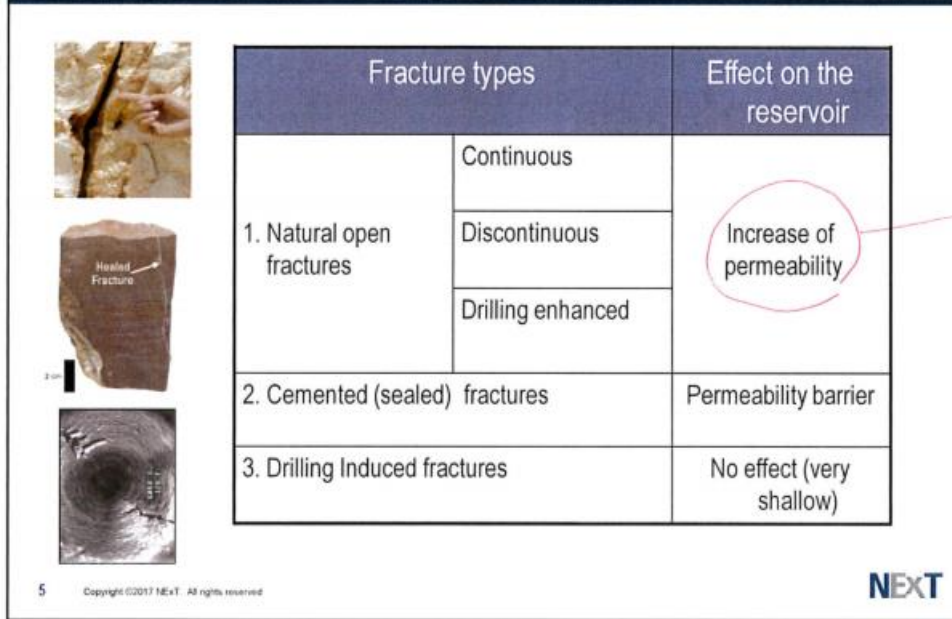 Fracture types
Effect on the
reservoir
1. Natural open
fractures
Continuous
Discontinuous
Drilling enhanced
Increase of
permeability
2. Cemented (sealed) fractures
Permeability barrier
3. Drilling Induced fractures
No effect (very
shallow)
Healed
Fracture
2 cm
5
Copyright ©2017 NExT. All rights reserved
NExT